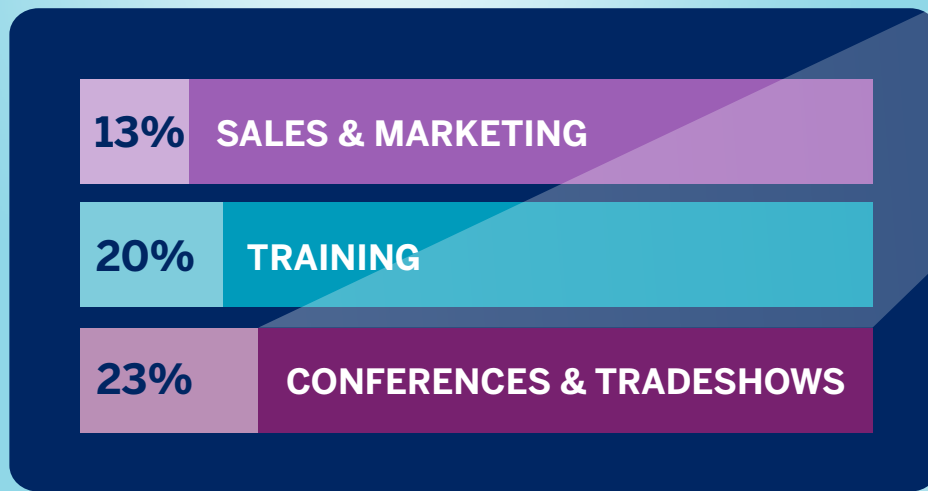 13% SALES & MARKETING
20% TRAINING
23% CONFERENCES & TRADESHOWS